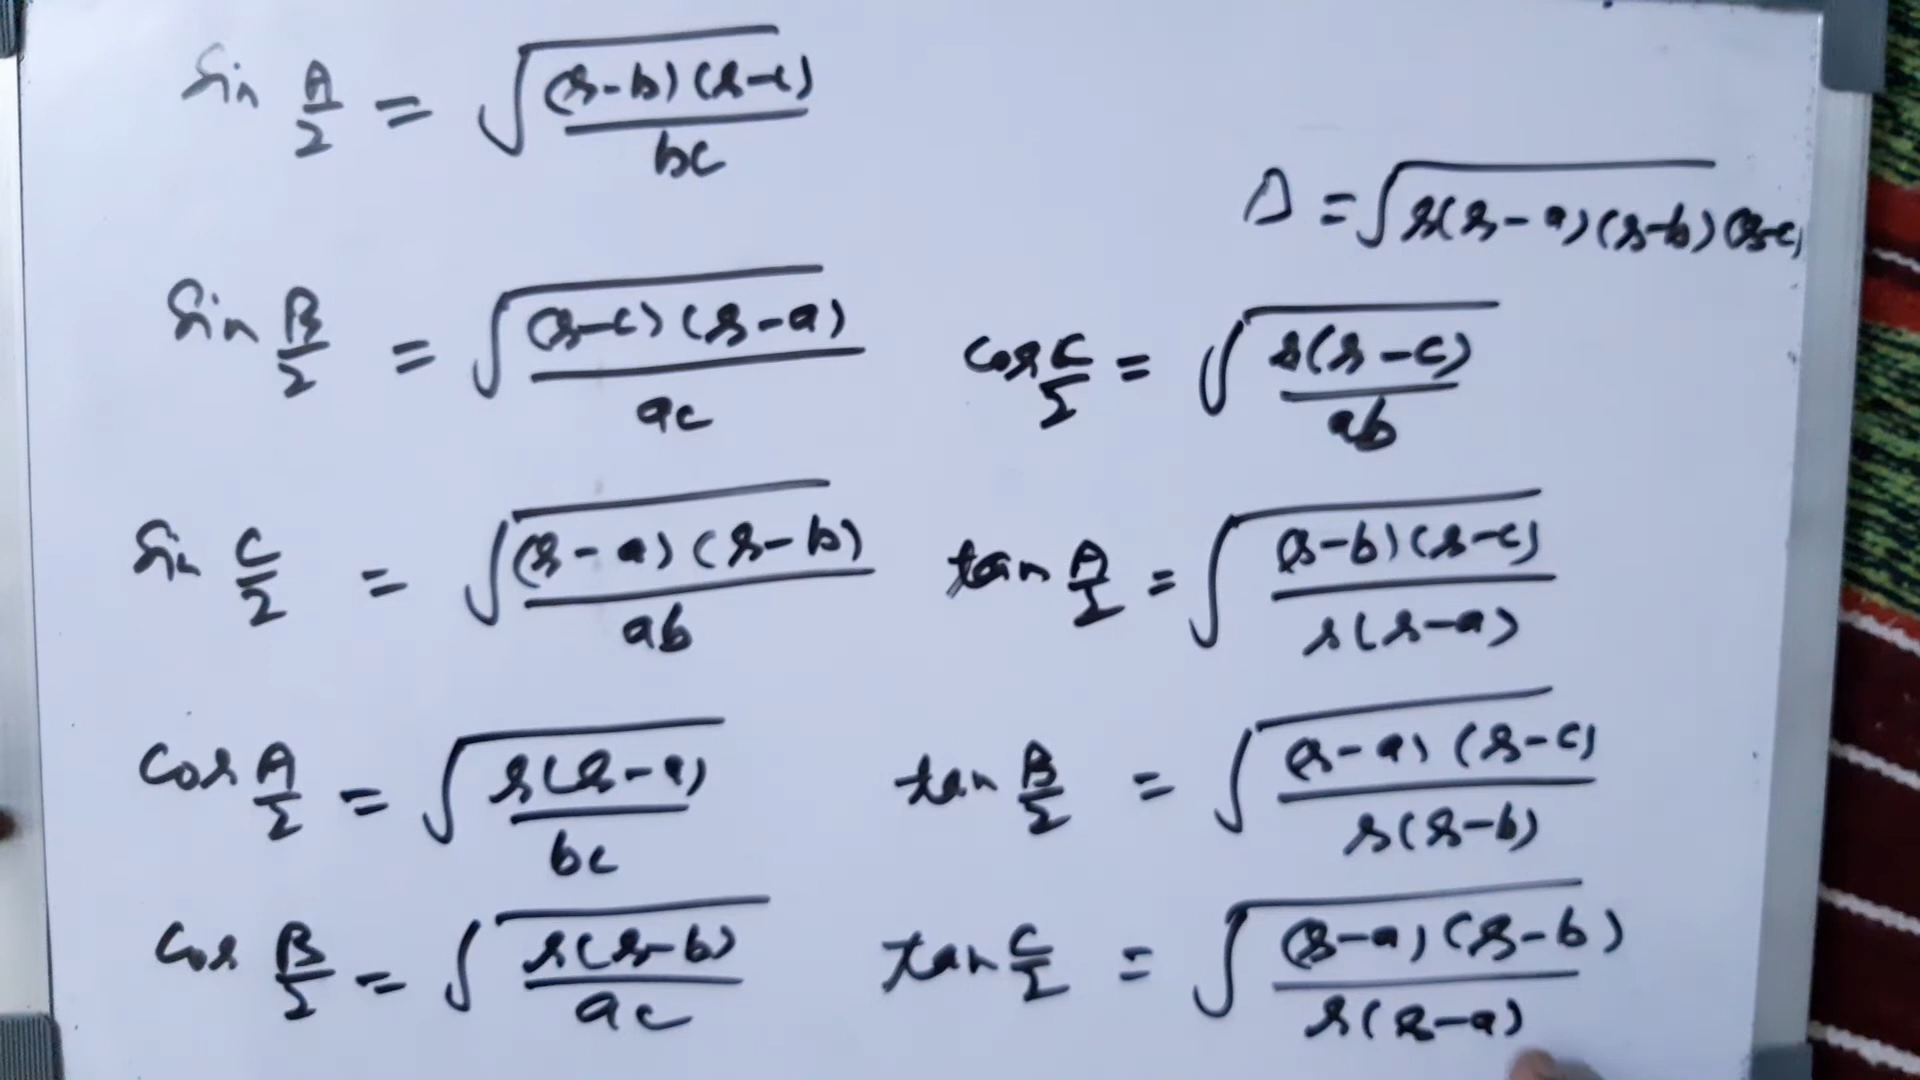 sin A/2 = √((s-b)(s-c)/bc)
sin B/2 = √((s-c)(s-a)/ac)
sin C/2 = √((s-a)(s-b)/ab)
cos A/2 = √(s(s-a)/bc)
cos B/2 = √(s(s-b)/ac)
Δ = √(s(s-a)(s-b)(s-c))
cos C/2 = √(s(s-c)/ab)
tan A/2 = √((s-b)(s-c)/s(s-a))
tan B/2 = √((s-a)(s-c)/s(s-b))
tan C/2 = √((s-a)(s-b)/s(s-a))